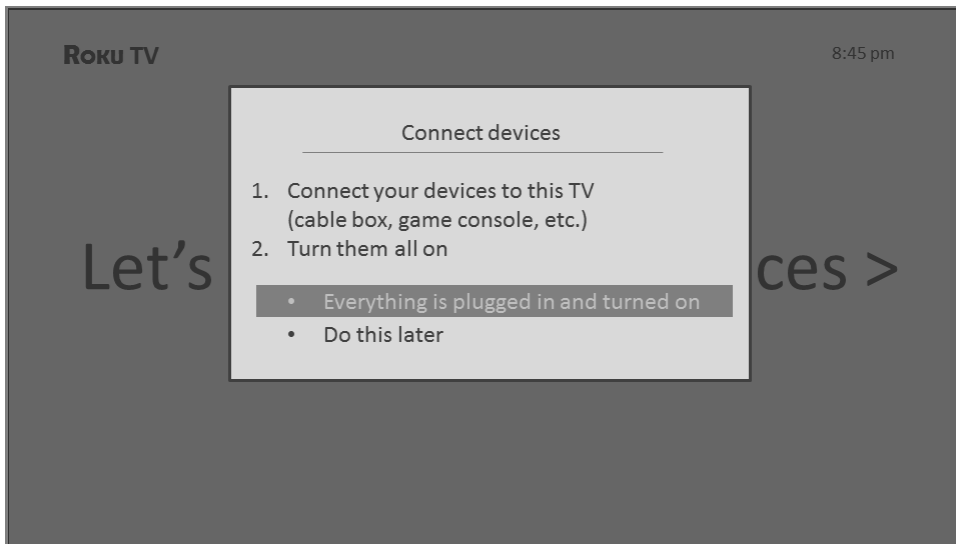 Roku TV
8:45 pm
Connect devices
1. Connect your devices to this TV
(cable box, game console, etc.)
2. Turn them all on
Let's
ces >
• Everything is plugged in and turned on
• Do this later